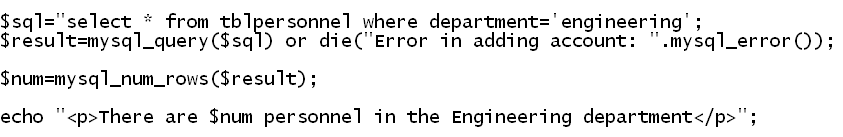 $sql="select * from tblpersonnel where department='engineering';
$result=mysql_query($sql) or die("Error in adding account: ".mysql_error());
$num=mysql_num_rows($result);
echo "<p>There are $num personnel in the Engineering department</p>";